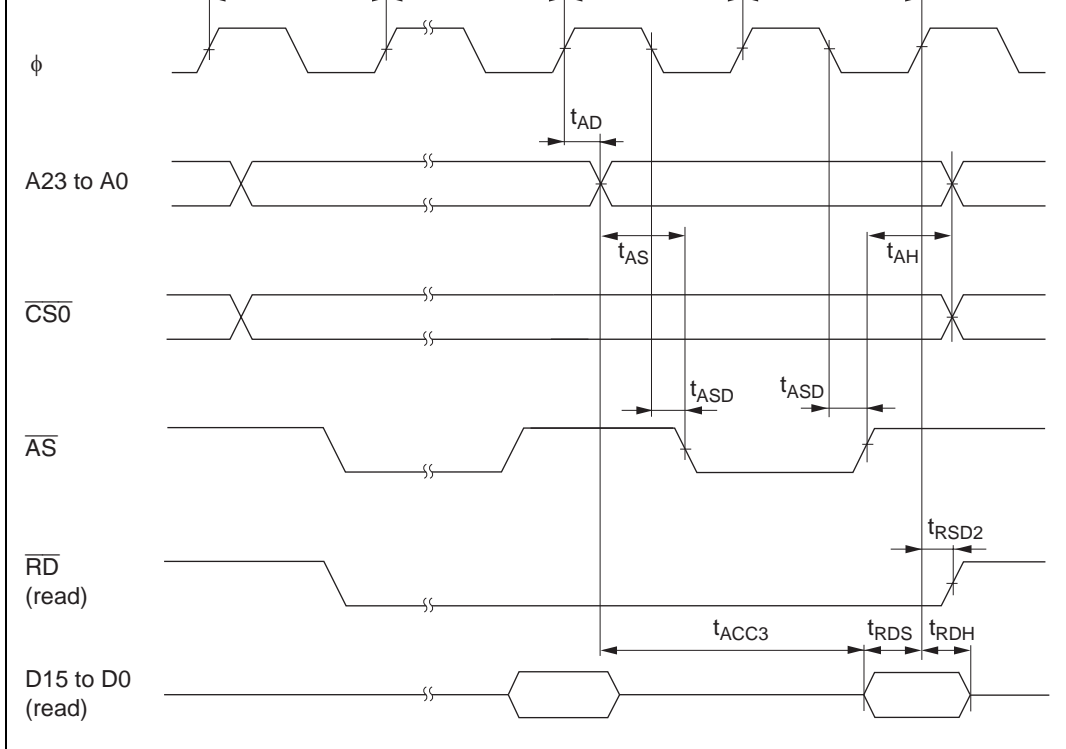 ϕ
tAD
A23 to A0
tAS
tAH
CS0
tASD
tASD
AS
tRSD2
RD
(read)
tACC3
tRDS
tRDH
D15 to D0
(read)